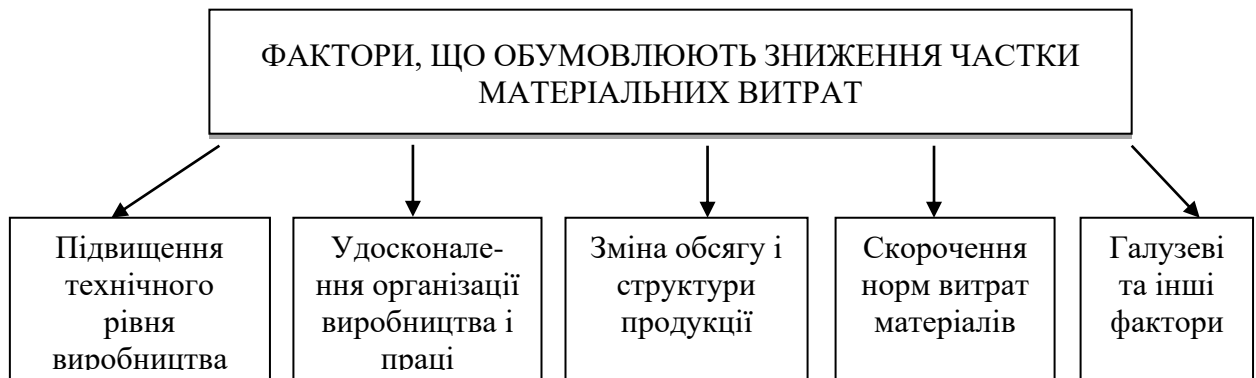 ФАКТОРИ, ЩО ОБУМОВЛЮЮТЬ ЗНИЖЕННЯ ЧАСТКИ
МАТЕРІАЛЬНИХ ВИТРАТ
Підвищення
технічного
рівня
виробництва
Удосконале-
ння організації
виробництва і
праці
Зміна обсягу і
структури
продукції
Скорочення
норм витрат
матеріалів
Галузеві
та інші
фактори